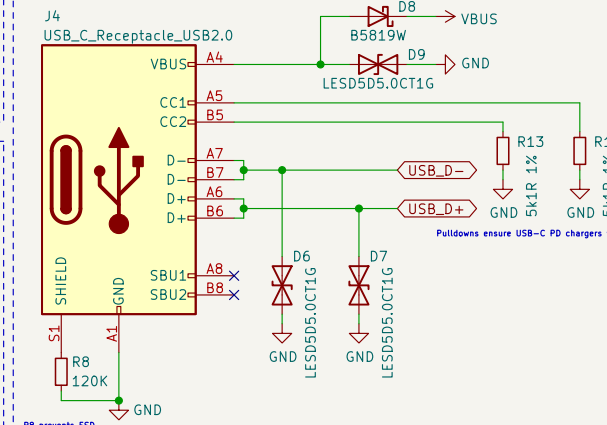 J4
USB_C_Receptacle_USB2.0
D8
VBUS
B5819W
VBUS
A4
D9
GND
LESD5D5.0CT1G
CC1
A5
CC2
B5
R13
5k1R 1%
GND
GND
D-
A7
D-
B7
USB_D-
D+
A6
D+
B6
USB_D+
Pulldowns ensure USB-C PD chargers
SBU1
A8
SBU2
B8
D6
LESD5D5.0CT1G
GND
D7
LESD5D5.0CT1G
GND
SHIELD
GND
S1
A1
R8
120K
GND